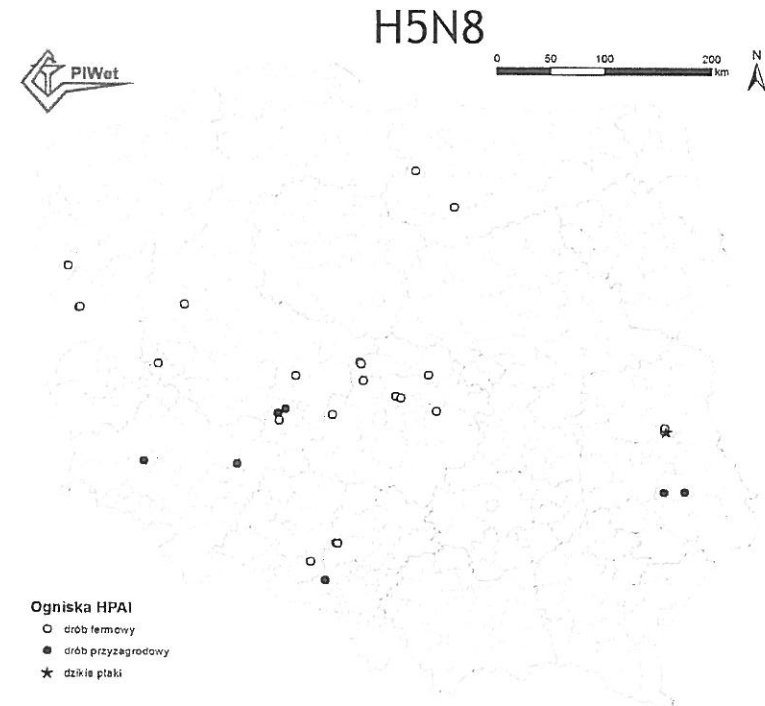 H5N8
PIWet
0 50 100 200
km
N
Ogniska HPAI
drób fermowy
drób przyzagrodowy
dzikie ptaki